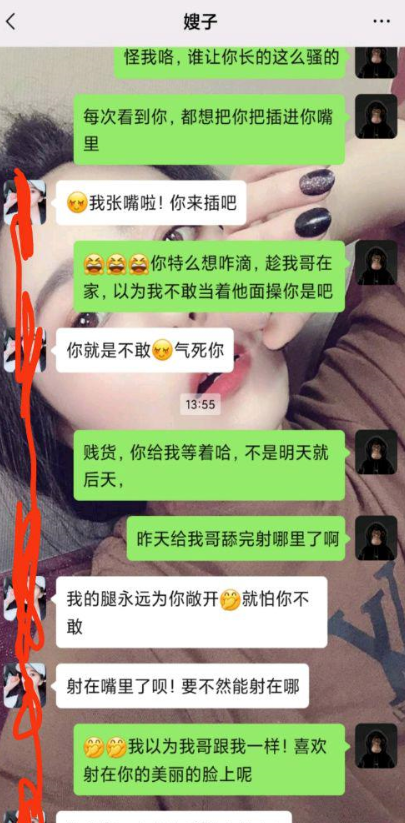 嫂子
怪我咯，谁让你长的这么骚的
每次看到你，都想把你把插进你嘴
里
我张嘴啦！你来插吧
你特么想咋滴，趁我哥在
家，以为我不敢当着他面操你是吧
你就是不敢气死你
13:55
贱货，你给我等着哈，不是明天就
后天，
昨天给我哥舔完射哪里了啊
我的腿永远为你敞开就怕你不
敢
射在嘴里了呗！要不然能射在哪
我以为我哥跟我一样！喜欢
射在你的美丽的脸上呢